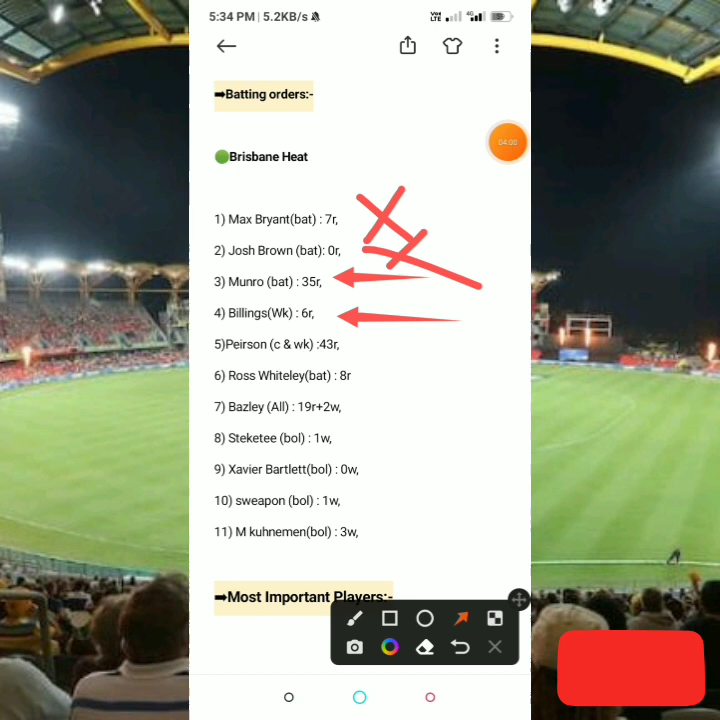 5:34 PM | 5.2KB/s
Vo LTE 4G
➡Batting orders:-
04:00
🟢Brisbane Heat
1) Max Bryant(bat) : 7r,
2) Josh Brown (bat): 0r,
3) Munro (bat) : 35r,
4) Billings(Wk) : 6r,
5)Peirson (c & wk) :43r,
6) Ross Whiteley(bat) : 8r
7) Bazley (All) : 19r+2w,
8) Steketee (bol) : 1w,
9) Xavier Bartlett(bol) : 0w,
10) sweapon (bol) : 1w,
11) M kuhnemen(bol) : 3w,
➡Most Important Players:-